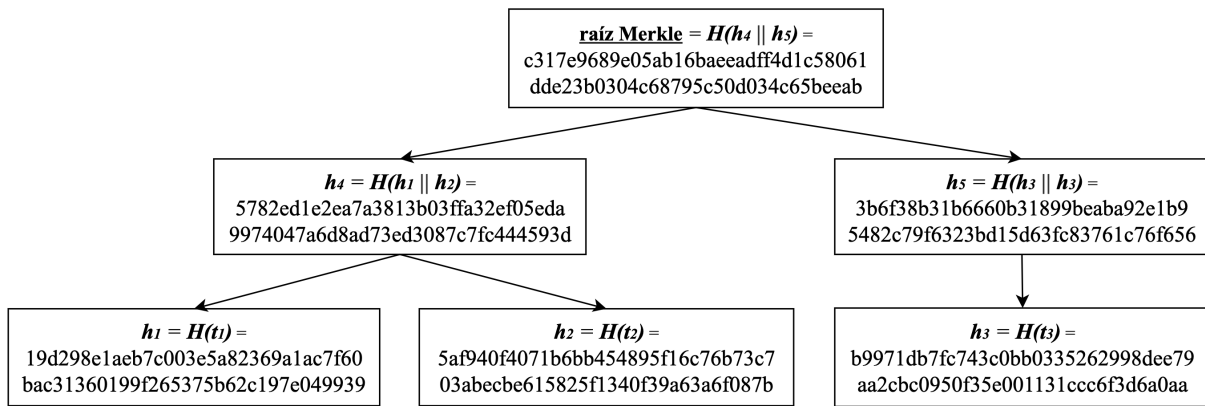 raíz Merkle = H(h4 || h5) =
c317e9689e05ab16baeeadff4d1c58061
dde23b0304c68795c50d034c65beeab
h4 = H(h1 || h2) =
5782ed1e2ea7a3813b03ffa32ef05eda
9974047a6d8ad73ed3087c7fc444593d
h5 = H(h3 || h3) =
3b6f38b31b6660b31899beaba92e1b9
5482c79f6323bd15d63fc83761c76f656
h1 = H(t1) =
19d298e1aeb7c003e5a82369a1ac7f60
bac31360199f265375b62c197e049939
h2 = H(t2) =
5af940f4071b6bb454895f16c76b73c7
03abecbe615825f1340f39a63a6f087b
h3 = H(t3) =
b9971db7fc743c0bb0335262998dee79
aa2cbc0950f35e001131ccc6f3d6a0aa